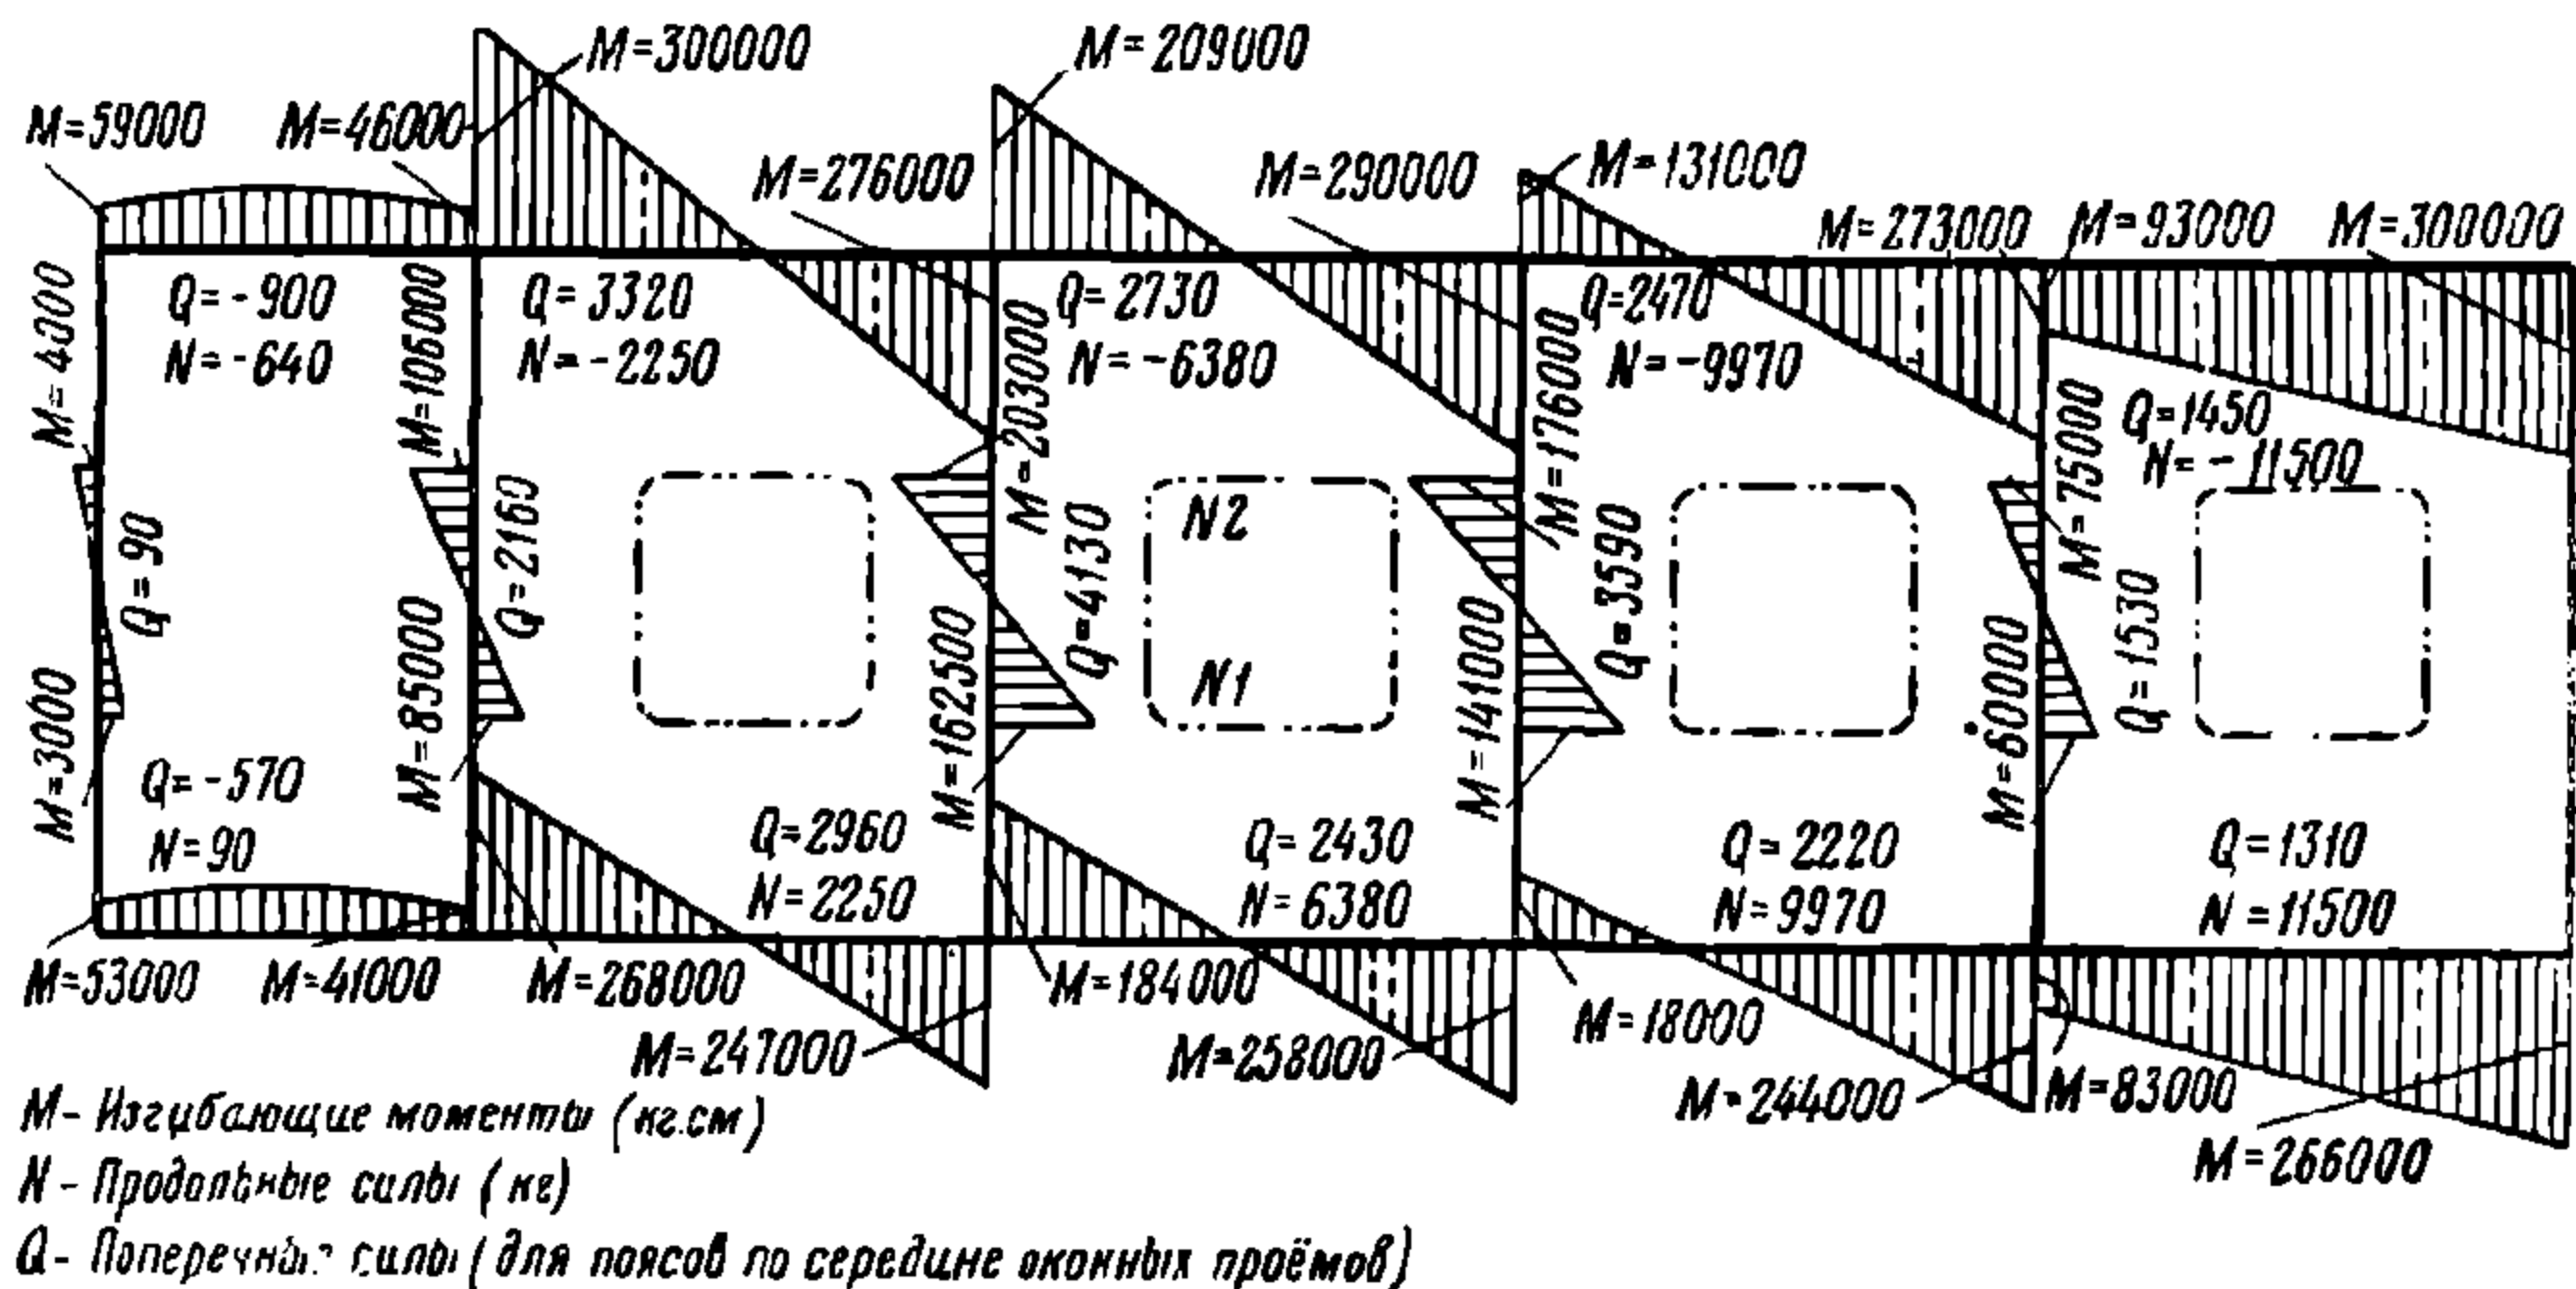 M=300000
M=209000
M=59000
M=46000
M=276000
M=290000
M=131000
M=273000
M=93000
M=300000
M=4000
Q=-900
N=-640
M=106000
Q=3320
N=-2250
M=203000
Q=2730
N=-6380
M=176000
Q=2470
N=-9970
M=75000
Q=1450
N=-11500
Q=90
Q=2160
Q=4130
N2
N1
Q=3590
Q=1530
M=3000
M=85000
M=162500
M=141000
M=60000
Q=-570
N=90
Q=2960
N=2250
Q=2430
N=6380
Q=2220
N=9970
Q=1310
N=11500
M=53000
M=41000
M=268000
M=247000
M=184000
M=258000
M=18000
M=244000
M=83000
M=266000
M- Изгибающие моменты (кг.см)
N- Продольные силы (кг)
Q- Поперечные силы (для поясов по середине оконных проёмов)